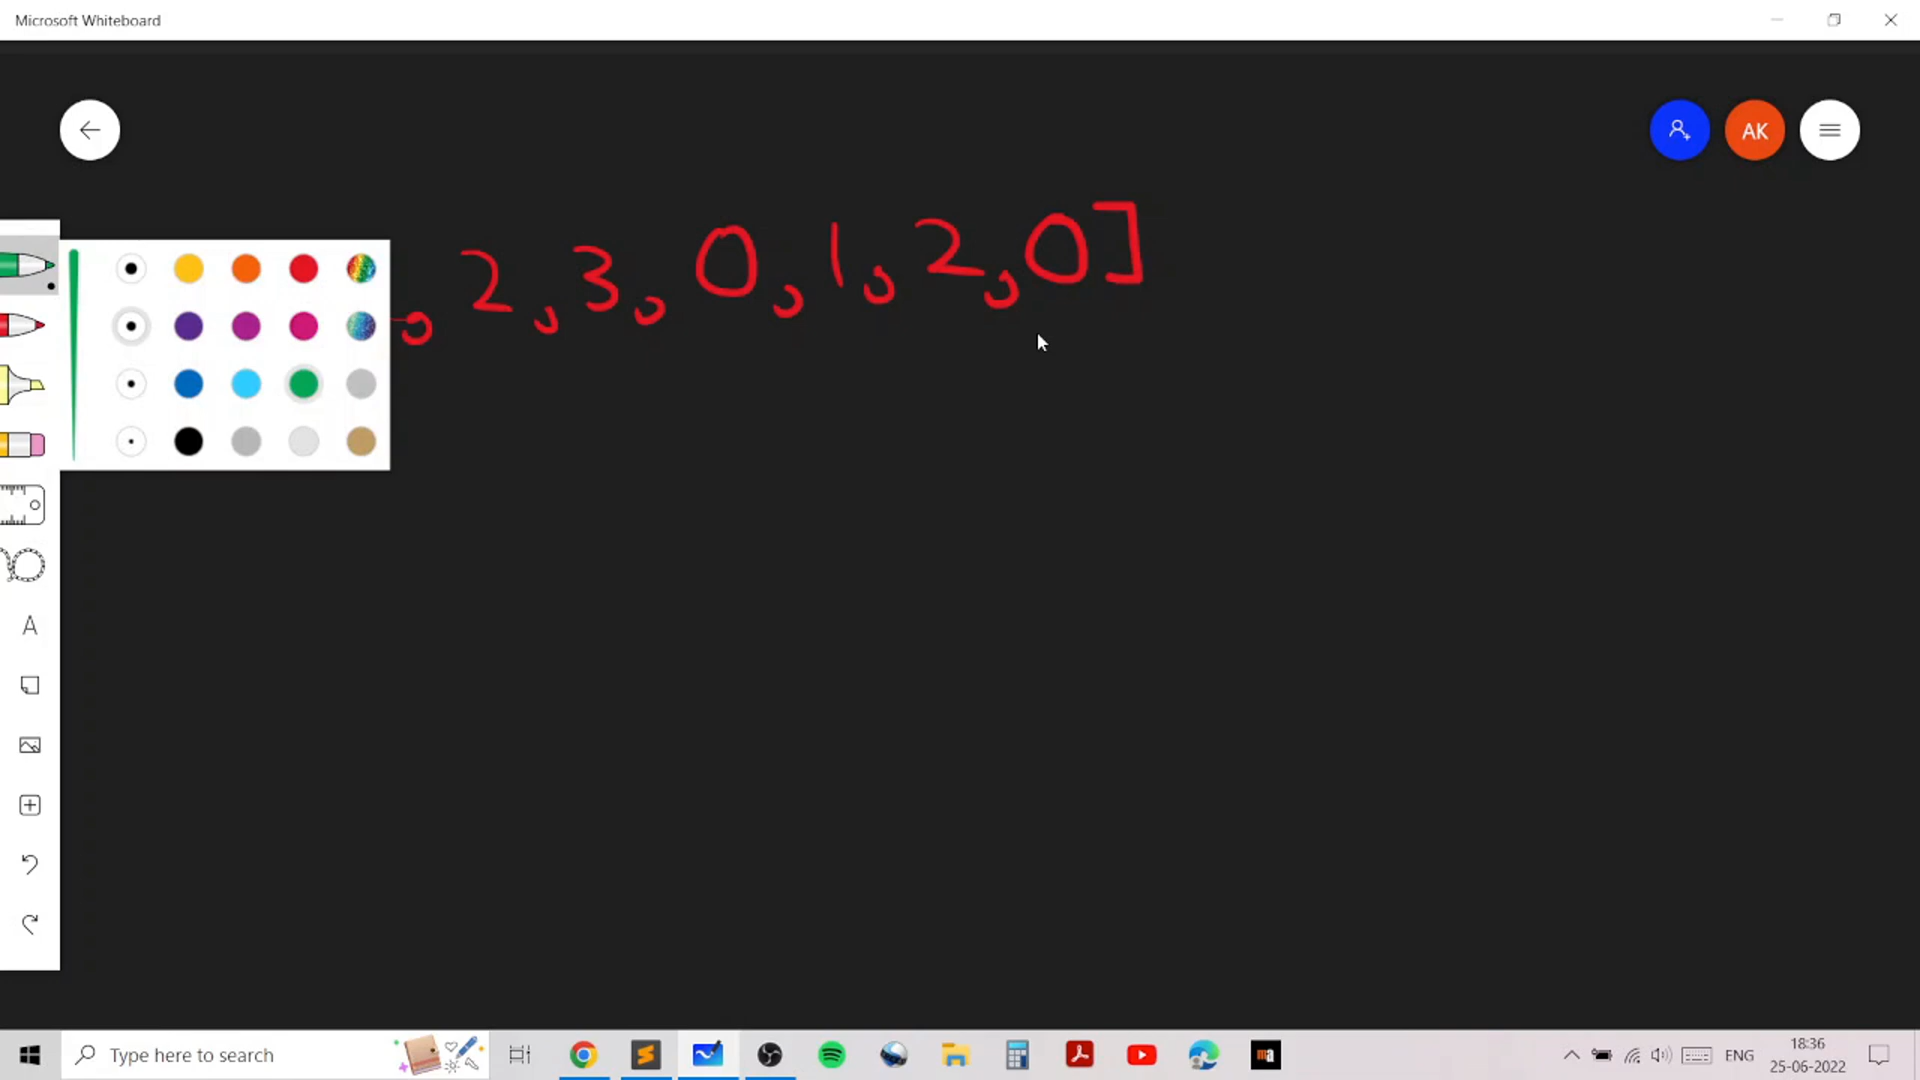 Microsoft Whiteboard
AK
, 2, 3, 0, 1, 2, 0]
A
Type here to search
ma
ENG
18:36
25-06-2022